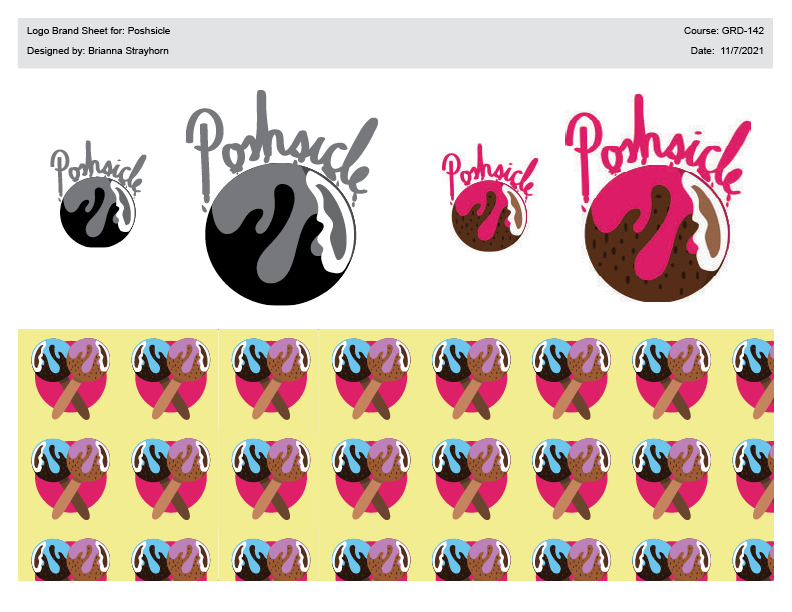 Logo Brand Sheet for: Poshsicle
Course: GRD-142
Designed by: Brianna Strayhorn
Date: 11/7/2021
Poshsicle
Poshsicle
Poshsicle
Poshsicle